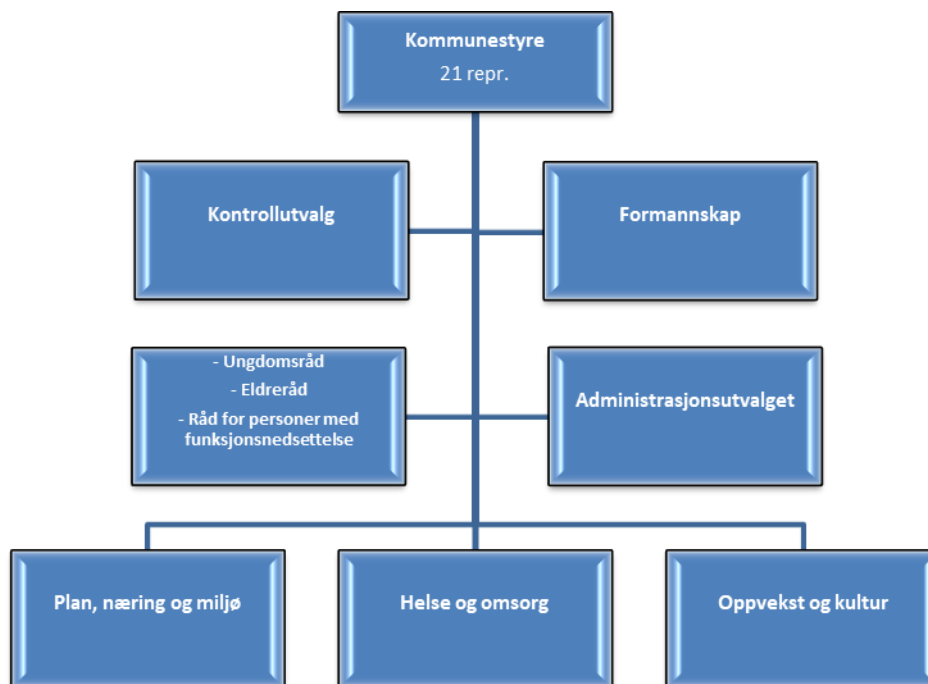 Kommunestyre
21 repr.
Kontrollutvalg
Formannskap
- Ungdomsråd
- Eldreråd
- Råd for personer med
funksjonsnedsettelse
Administrasjonsutvalget
Plan, næring og miljø
Helse og omsorg
Oppvekst og kultur